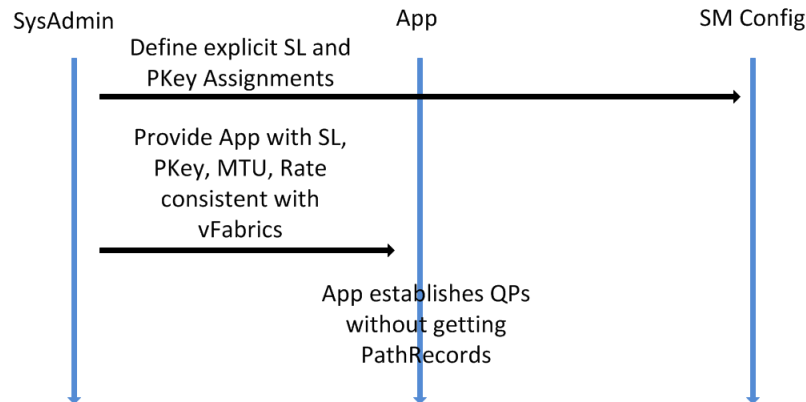 SysAdmin
App
SM Config
Define explicit SL and
PKey Assignments
Provide App with SL,
PKey, MTU, Rate
consistent with
vFabrics
App establishes QPs
without getting
PathRecords